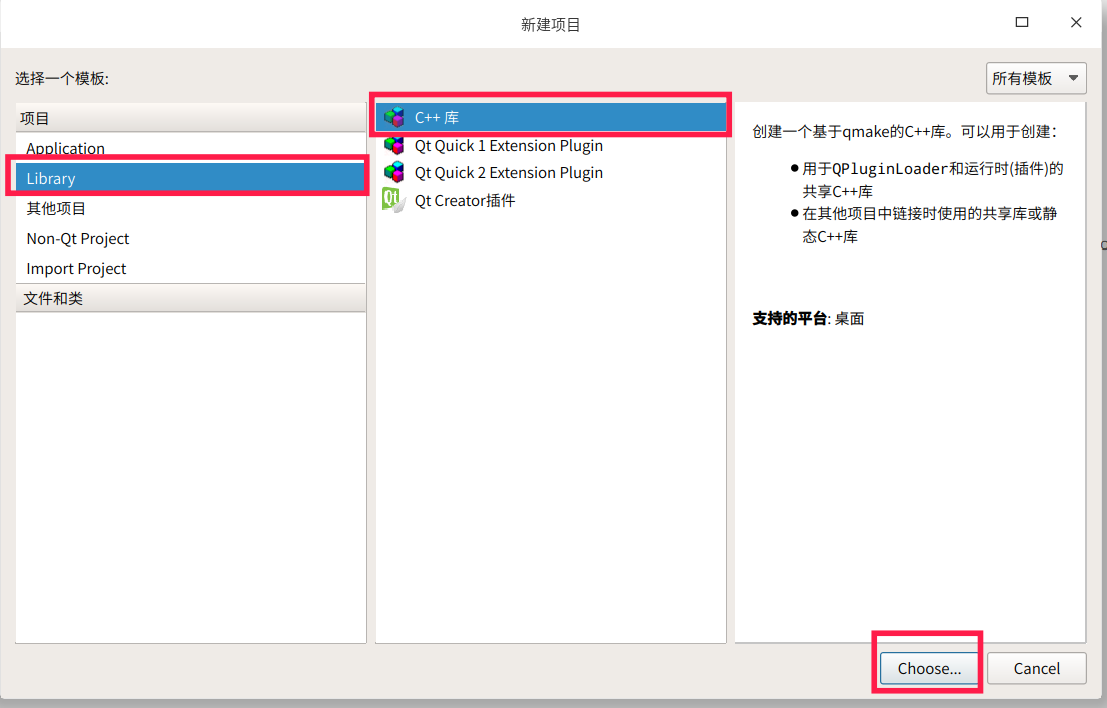 新建项目
选择一个模板:
所有模板
项目
Application
Library
其他项目
Non-Qt Project
Import Project
文件和类
C++ 库
Qt Quick 1 Extension Plugin
Qt Quick 2 Extension Plugin
Qt Creator插件
创建一个基于qmake的C++库。可以用于创建:
用于QPluginLoader和运行时(插件)的
共享C++库
在其他项目中链接时使用的共享库或静
态C++库
支持的平台: 桌面
Choose...
Cancel